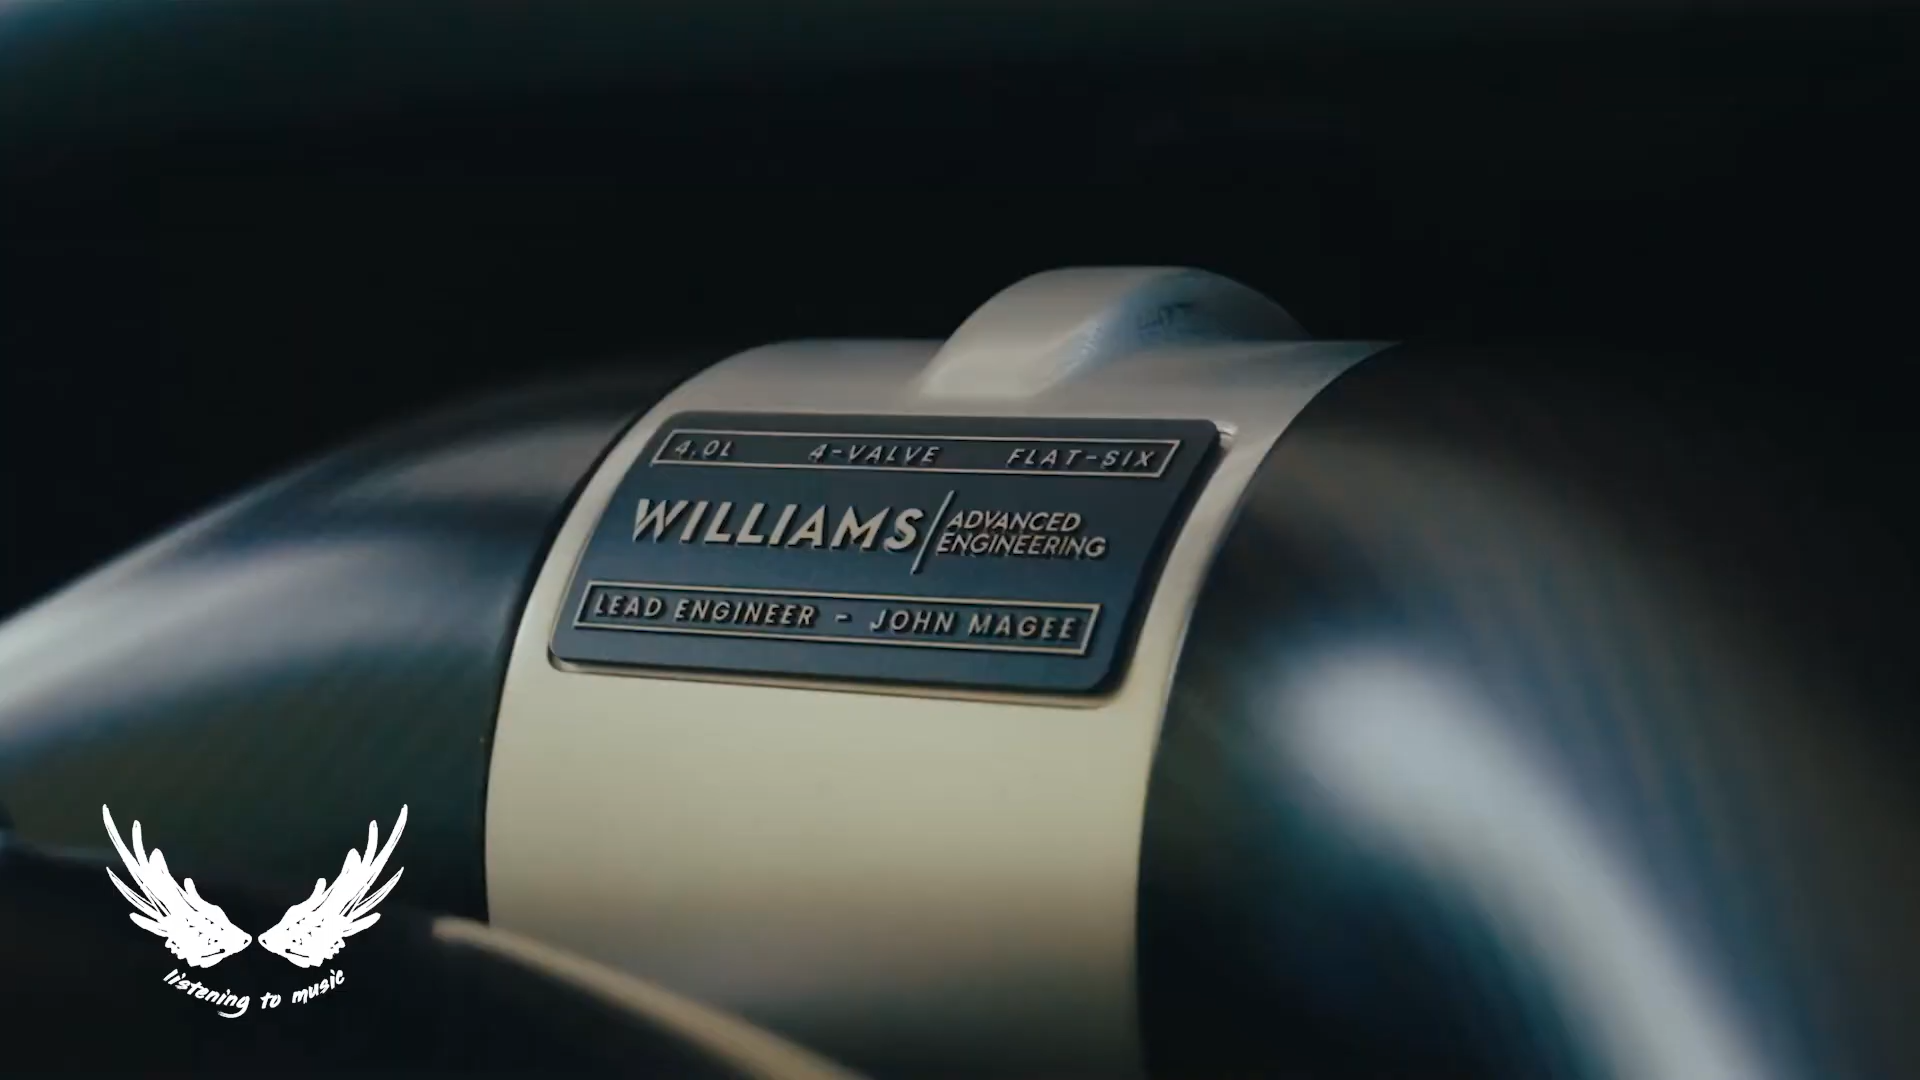 4.0L 4-VALVE FLAT-SIX
WILLIAMS
ADVANCED
ENGINEERING
LEAD ENGINEER - JOHN MAGEE
listening to music